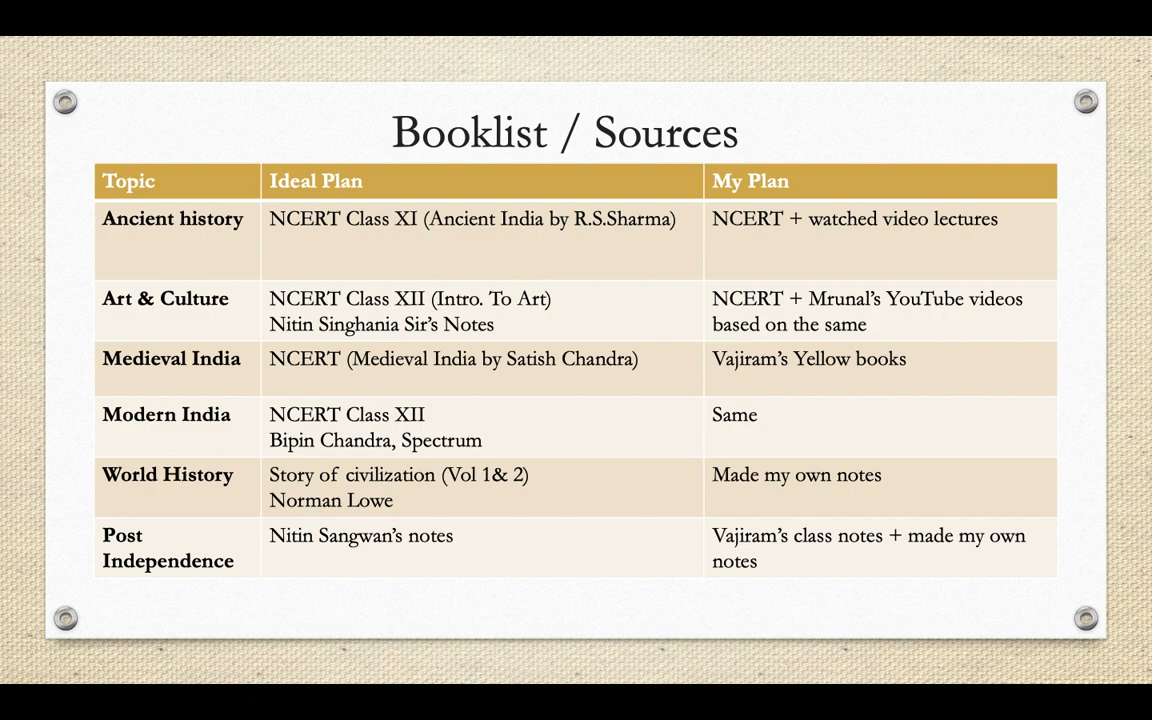 Booklist / Sources
Topic Ideal Plan My Plan
Ancient history NCERT Class XI (Ancient India by R.S.Sharma) NCERT + watched video lectures
Art & Culture NCERT Class XII (Intro. To Art) NCERT + Mrunal's YouTube videos
Nitin Singhania Sir's Notes based on the same
Medieval India NCERT (Medieval India by Satish Chandra) Vajiram's Yellow books
Modern India NCERT Class XII Same
Bipin Chandra, Spectrum
World History Story of civilization (Vol 1& 2) Made my own notes
Norman Lowe
Post Nitin Sangwan's notes Vajiram's class notes + made my own
Independence notes